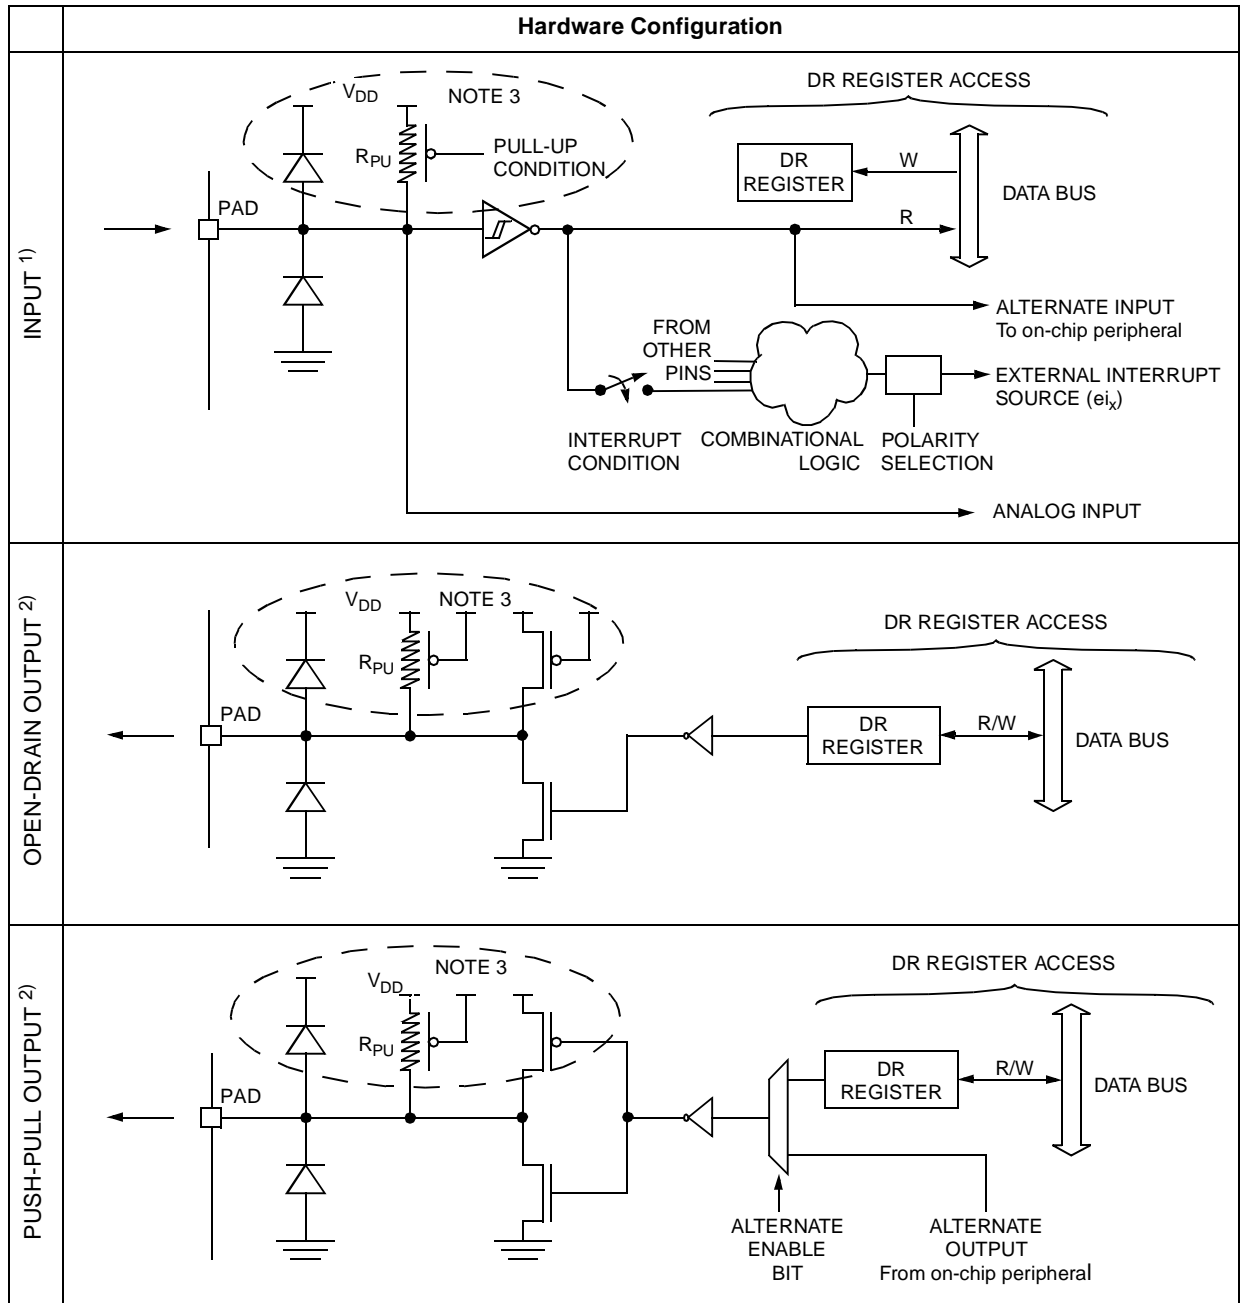 Hardware Configuration
INPUT 1)
DR REGISTER ACCESS
VDD
NOTE 3
RPU
PULL-UP
CONDITION
DR
REGISTER
W
DATA BUS
PAD
R
ALTERNATE INPUT
To on-chip peripheral
FROM
OTHER
PINS
EXTERNAL INTERRUPT
SOURCE (eix)
INTERRUPT
CONDITION
COMBINATIONAL
LOGIC
POLARITY
SELECTION
ANALOG INPUT
OPEN-DRAIN OUTPUT 2)
VDD
NOTE 3
DR REGISTER ACCESS
RPU
PAD
DR
REGISTER
R/W
DATA BUS
PUSH-PULL OUTPUT 2)
NOTE 3
DR REGISTER ACCESS
VDD
RPU
PAD
DR
REGISTER
R/W
DATA BUS
ALTERNATE
ENABLE
BIT
ALTERNATE
OUTPUT
From on-chip peripheral